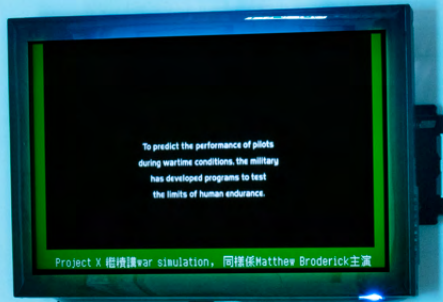 To predict the performance of pilots
during wartime conditions, the military
has developed programs to test
the limits of human endurance.
Project X 繼續講war simulation, 同樣係Matthew Broderick主演